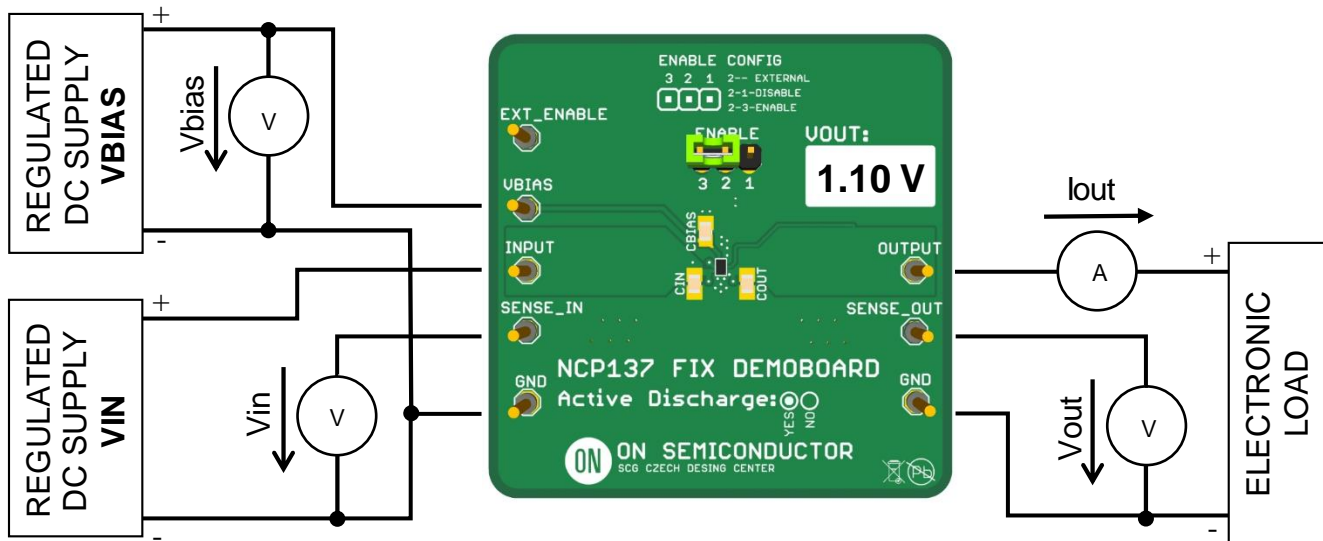 REGULATED
DC SUPPLY
VBIAS
+
-
Vbias
V
REGULATED
DC SUPPLY
VIN
+
-
Vin
V
ENABLE CONFIG
3 2 1
2-- EXTERNAL
2-1-DISABLE
2-3-ENABLE
EXT_ENABLE
ENABLE
3 2 1
VOUT:
1.10 V
VBIAS
CBIAS
INPUT
OUTPUT
CIN
COUT
SENSE_IN
SENSE_OUT
NCP137 FIX DEMOBOARD
GND
GND
Active Discharge:
YES
NO
ON
ON SEMICONDUCTOR
SCG CZECH DESING CENTER
Pb
Iout
A
Vout
V
+
-
ELECTRONIC
LOAD